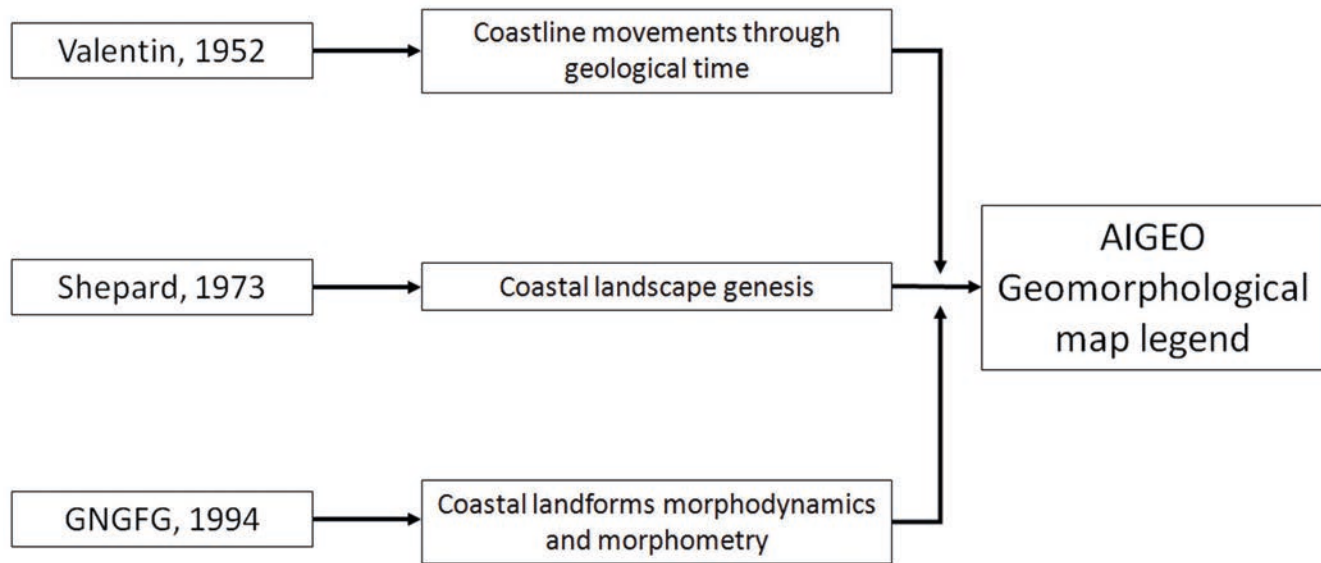 Valentin, 1952
Coastline movements through
geological time
Shepard, 1973
Coastal landscape genesis
AIGEO
Geomorphological
map legend
GNGFG, 1994
Coastal landforms morphodynamics
and morphometry